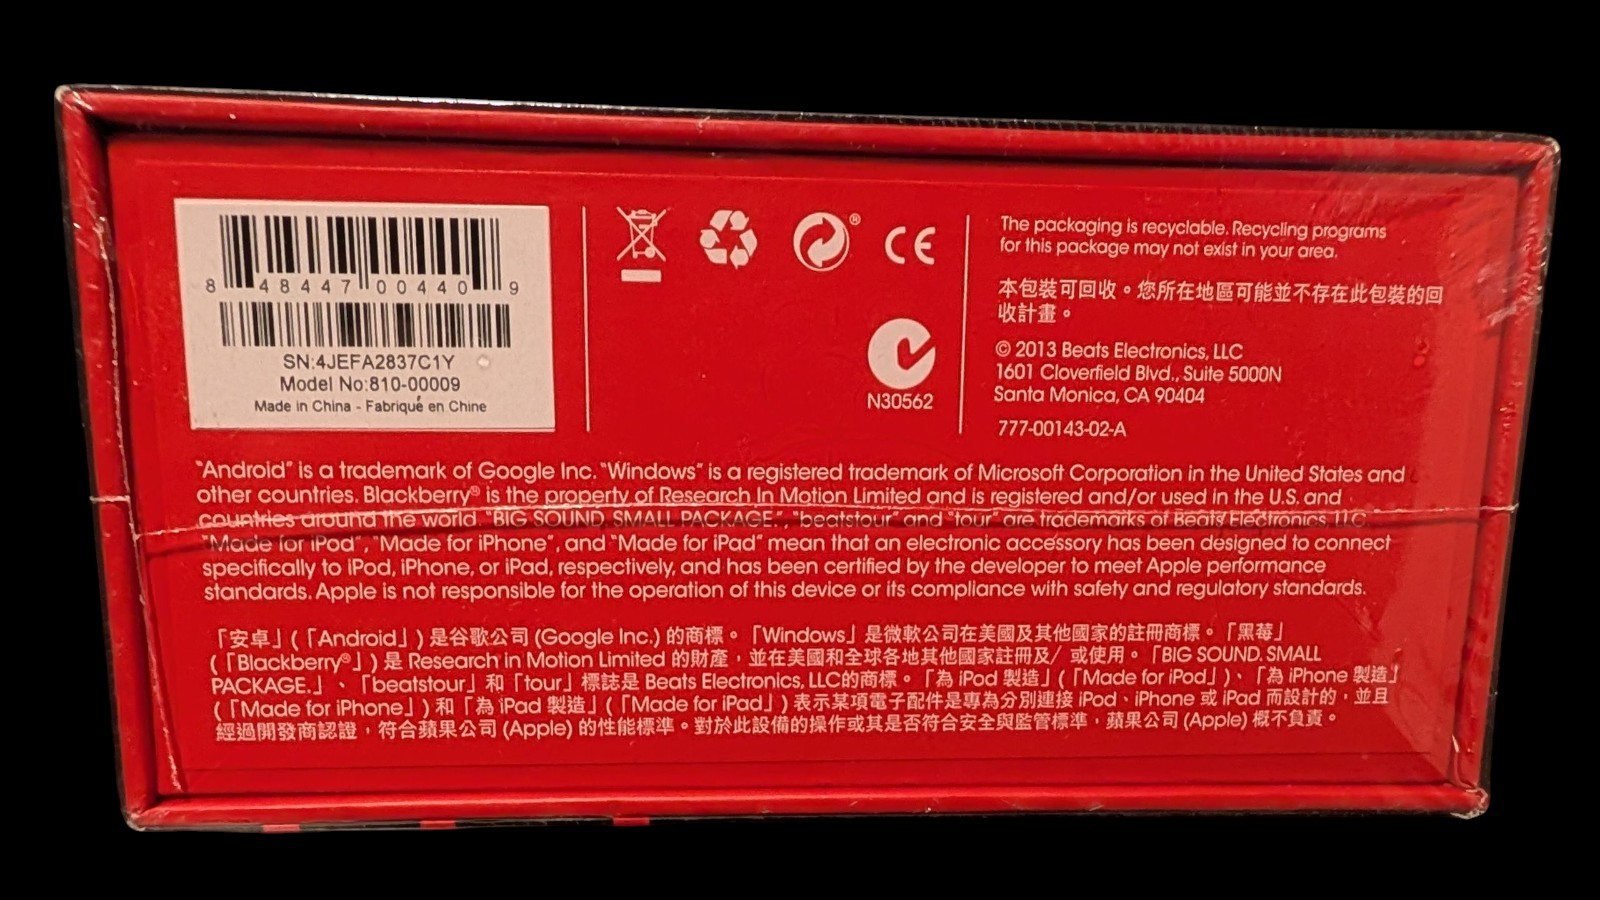 8 48447 00440 9
SN:4JEFA2837C1Y
Model No:810-00009
Made in China - Fabriqué en Chine
®
CE
N30562
The packaging is recyclable. Recycling programs
for this package may not exist in your area.
本包裝可回收。您所在地區可能並不存在此包裝的回
收計畫。
© 2013 Beats Electronics, LLC
1601 Cloverfield Blvd., Suite 5000N
Santa Monica, CA 90404
777-00143-02-A
"Android" is a trademark of Google Inc. "Windows" is a registered trademark of Microsoft Corporation in the United States and
other countries. Blackberry® is the property of Research In Motion Limited and is registered and/or used in the U.S. and
countries around the world. "BIG SOUND. SMALL PACKAGE.", "beatstour" and "tour" are trademarks of Beats Electronics, LLC.
"Made for iPod", "Made for iPhone", and "Made for iPad" mean that an electronic accessory has been designed to connect
specifically to iPod, iPhone, or iPad, respectively, and has been certified by the developer to meet Apple performance
standards. Apple is not responsible for the operation of this device or its compliance with safety and regulatory standards.
「安卓」(「Android」) 是谷歌公司 (Google Inc.) 的商標。「Windows」是微軟公司在美國及其他國家的註冊商標。「黑莓」
(「Blackberry®」) 是 Research in Motion Limited 的財產，並在美國和全球各地其他國家註冊及/ 或使用。「BIG SOUND. SMALL
PACKAGE.」、「beatstour」和「tour」標誌是 Beats Electronics, LLC的商標。「為 iPod 製造」(「Made for iPod」)、「為 iPhone 製造」
(「Made for iPhone」) 和「為 iPad 製造」(「Made for iPad」) 表示某項電子配件是專為分別連接 iPod、iPhone 或 iPad 而設計的，並且
經過開發商認證，符合蘋果公司 (Apple) 的性能標準。對於此設備的操作或其是否符合安全與監管標準，蘋果公司 (Apple) 概不負責。